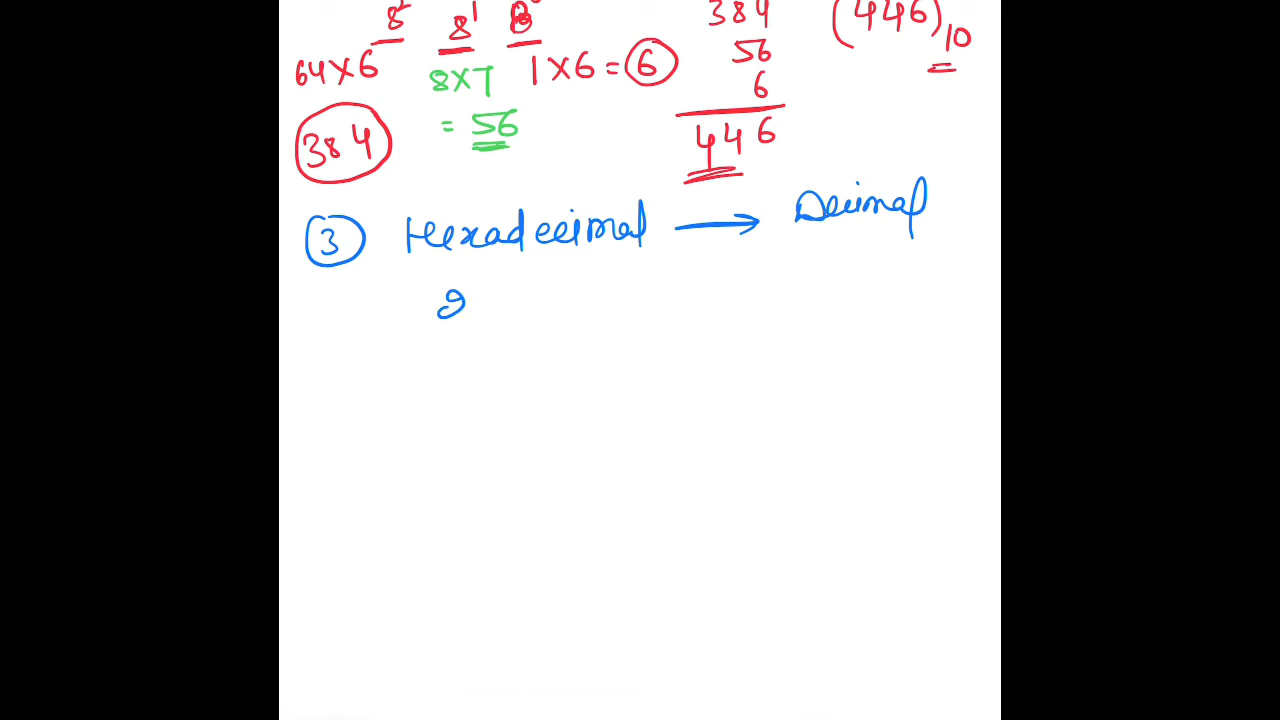 8² 8¹ 8⁰ 384 (446)10
64×6 8×7 1×6=6 56
6
384 =56 446
3 Hexadecimal → Decimal